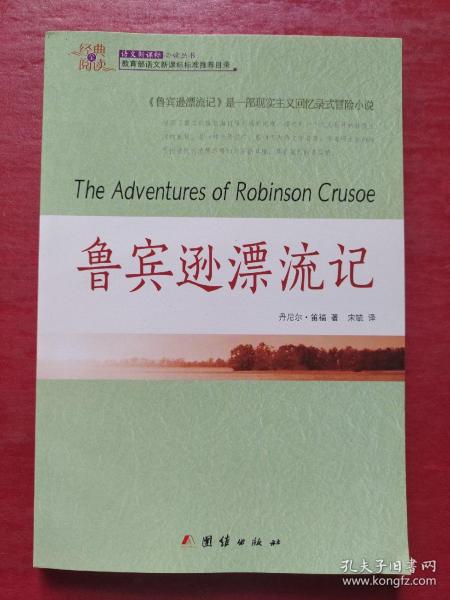 经典阅读
语文新课标必读丛书
教育部语文新课标标准推荐目录
《鲁宾逊漂流记》是一部现实主义回忆录式冒险小说
The Adventures of Robinson Crusoe
鲁宾逊漂流记
丹尼尔·笛福 著 宋毓 译
团结出版社
孔夫子旧书网
www.kongfz.com